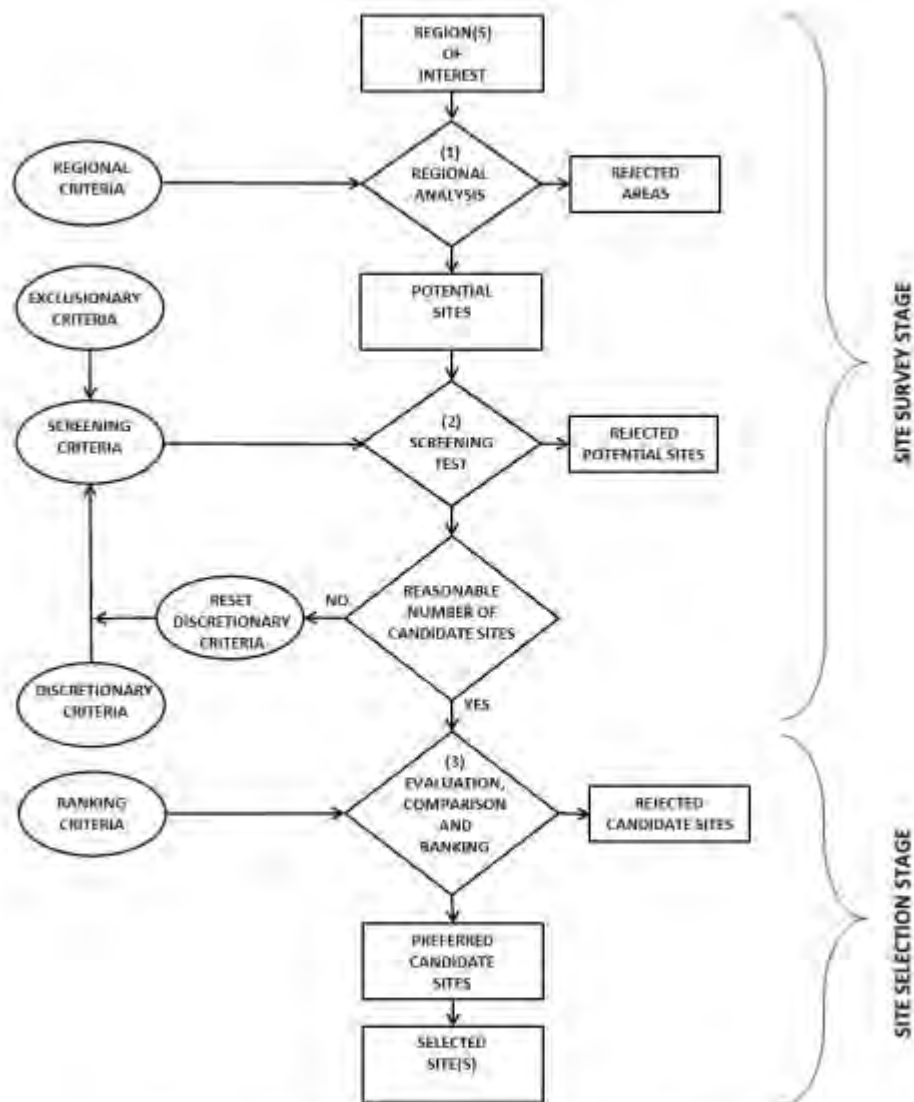 REGION(S)
OF
INTEREST
(1)
REGIONAL
ANALYSIS
REGIONAL
CRITERIA
REJECTED
AREAS
EXCLUSIONARY
CRITERIA
POTENTIAL
SITES
SCREENING
CRITERIA
(2)
SCREENING
TEST
REJECTED
POTENTIAL SITES
REASONABLE
NUMBER OF
CANDIDATE SITES
NO
RESET
DISCRETIONARY
CRITERIA
DISCRETIONARY
CRITERIA
YES
RANKING
CRITERIA
(3)
EVALUATION,
COMPARISON
AND
RANKING
REJECTED
CANDIDATE SITES
PREFERRED
CANDIDATE
SITES
SELECTED
SITE(S)
SITE SURVEY STAGE
SITE SELECTION STAGE